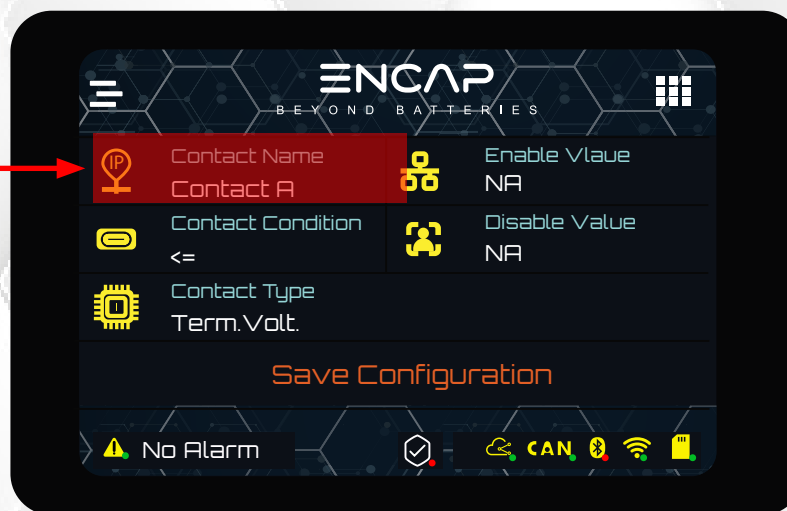 ENCAP
BEYOND BATTERIES
IP
Contact Name
Contact A
Enable Vlaue
NA
Contact Condition
<=
Disable Value
NA
Contact Type
Term.Volt.
Save Configuration
No Alarm
CAN